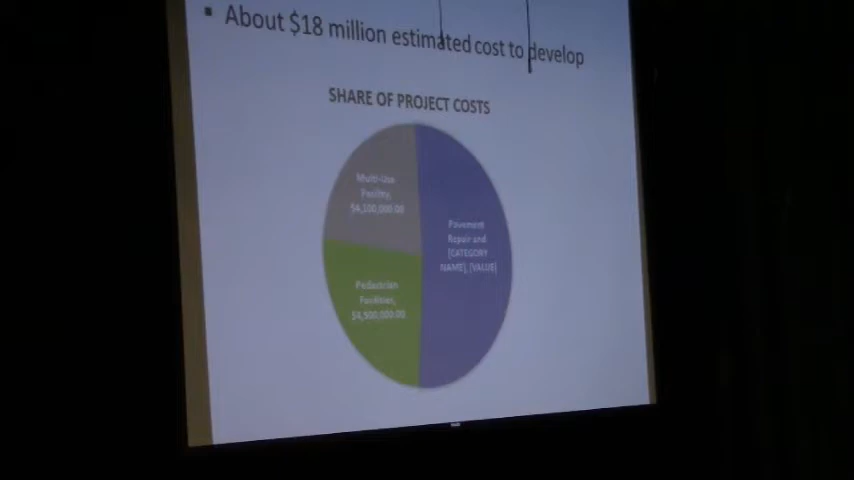 ▪ About $18 million estimated cost to develop
SHARE OF PROJECT COSTS
Multi-Use
Facility,
$4,500,000.00
Pavement
Repair and
[CATEGORY
NAME], [VALUE]
Pedestrian
Facilities,
$4,500,000.00